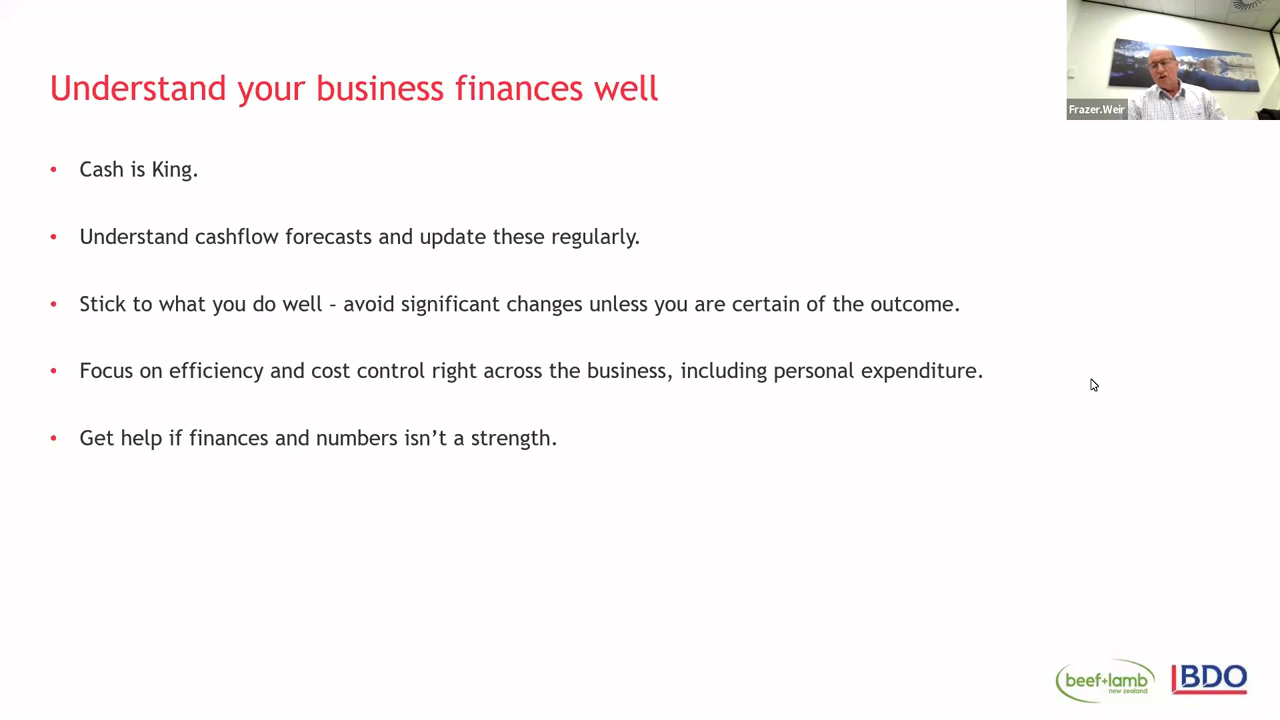 Understand your business finances well
Frazer.Weir
• Cash is King.
• Understand cashflow forecasts and update these regularly.
• Stick to what you do well – avoid significant changes unless you are certain of the outcome.
• Focus on efficiency and cost control right across the business, including personal expenditure.
• Get help if finances and numbers isn’t a strength.
beef+lamb
new zealand
BDO